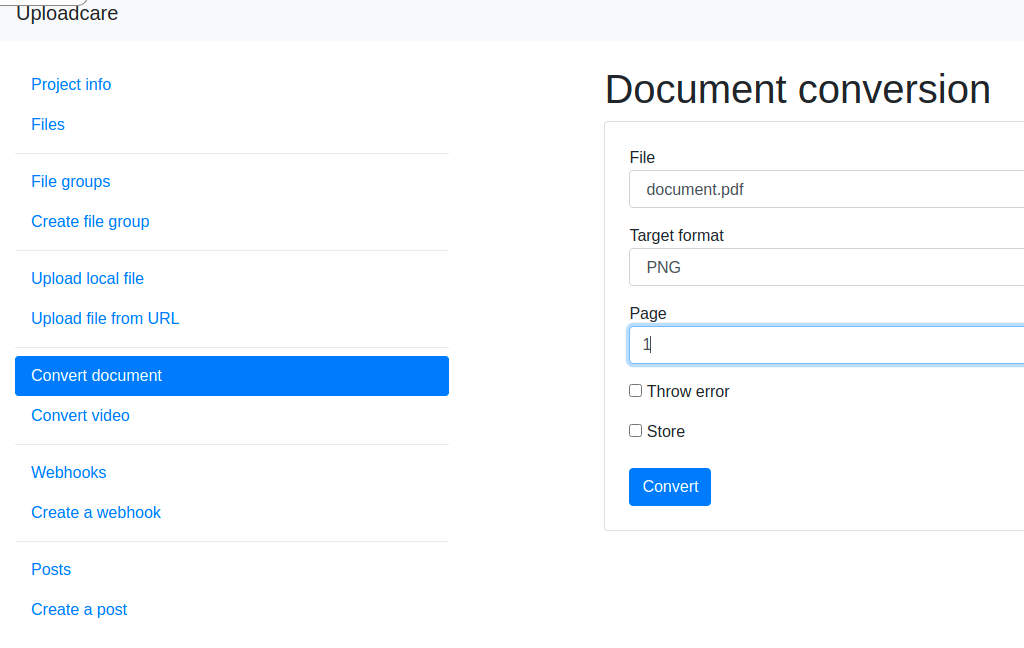 Uploadcare
Project info
Files
File groups
Create file group
Upload local file
Upload file from URL
Convert document
Convert video
Webhooks
Create a webhook
Posts
Create a post
Document conversion
File
document.pdf
Target format
PNG
Page
1
Throw error
Store
Convert